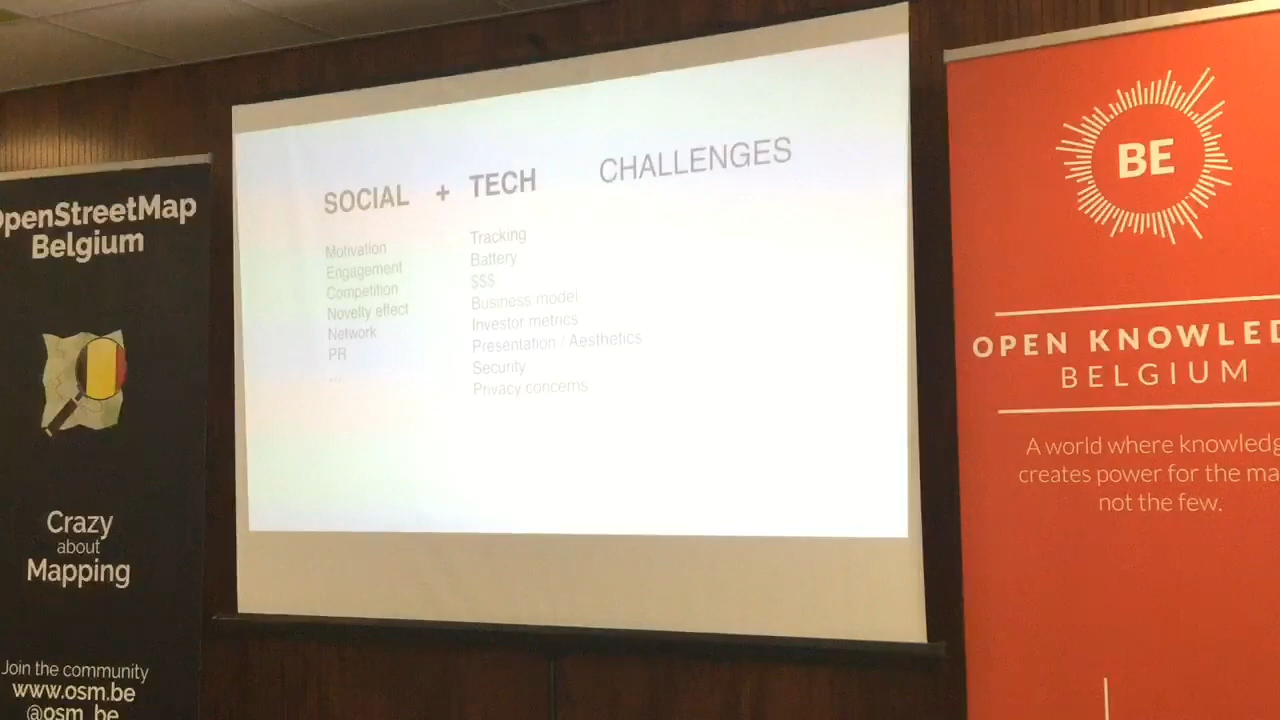 OpenStreetMap
Belgium
Crazy
about
Mapping
Join the community
www.osm.be
@osm_be
SOCIAL + TECH CHALLENGES
Motivation
Engagement
Competition
Novelty effect
Network
PR
...
Tracking
Battery
$$$
Business model
Investor metrics
Presentation / Aesthetics
Security
Privacy concerns
BE
OPEN KNOWLED
BELGIUM
A world where knowledg
creates power for the ma
not the few.